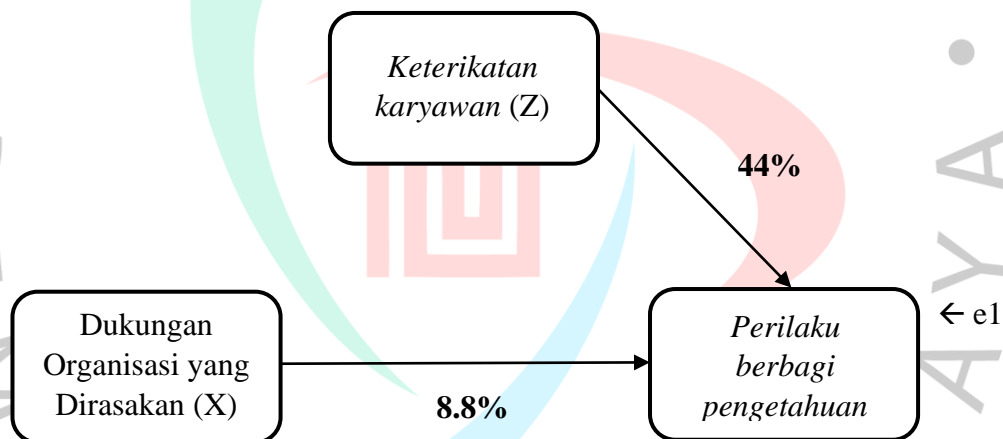 Keterikatan
karyawan (Z)
44%
Dukungan
Organisasi yang
Dirasakan (X)
8.8%
Perilaku
berbagi
pengetahuan
← e1
A Y A